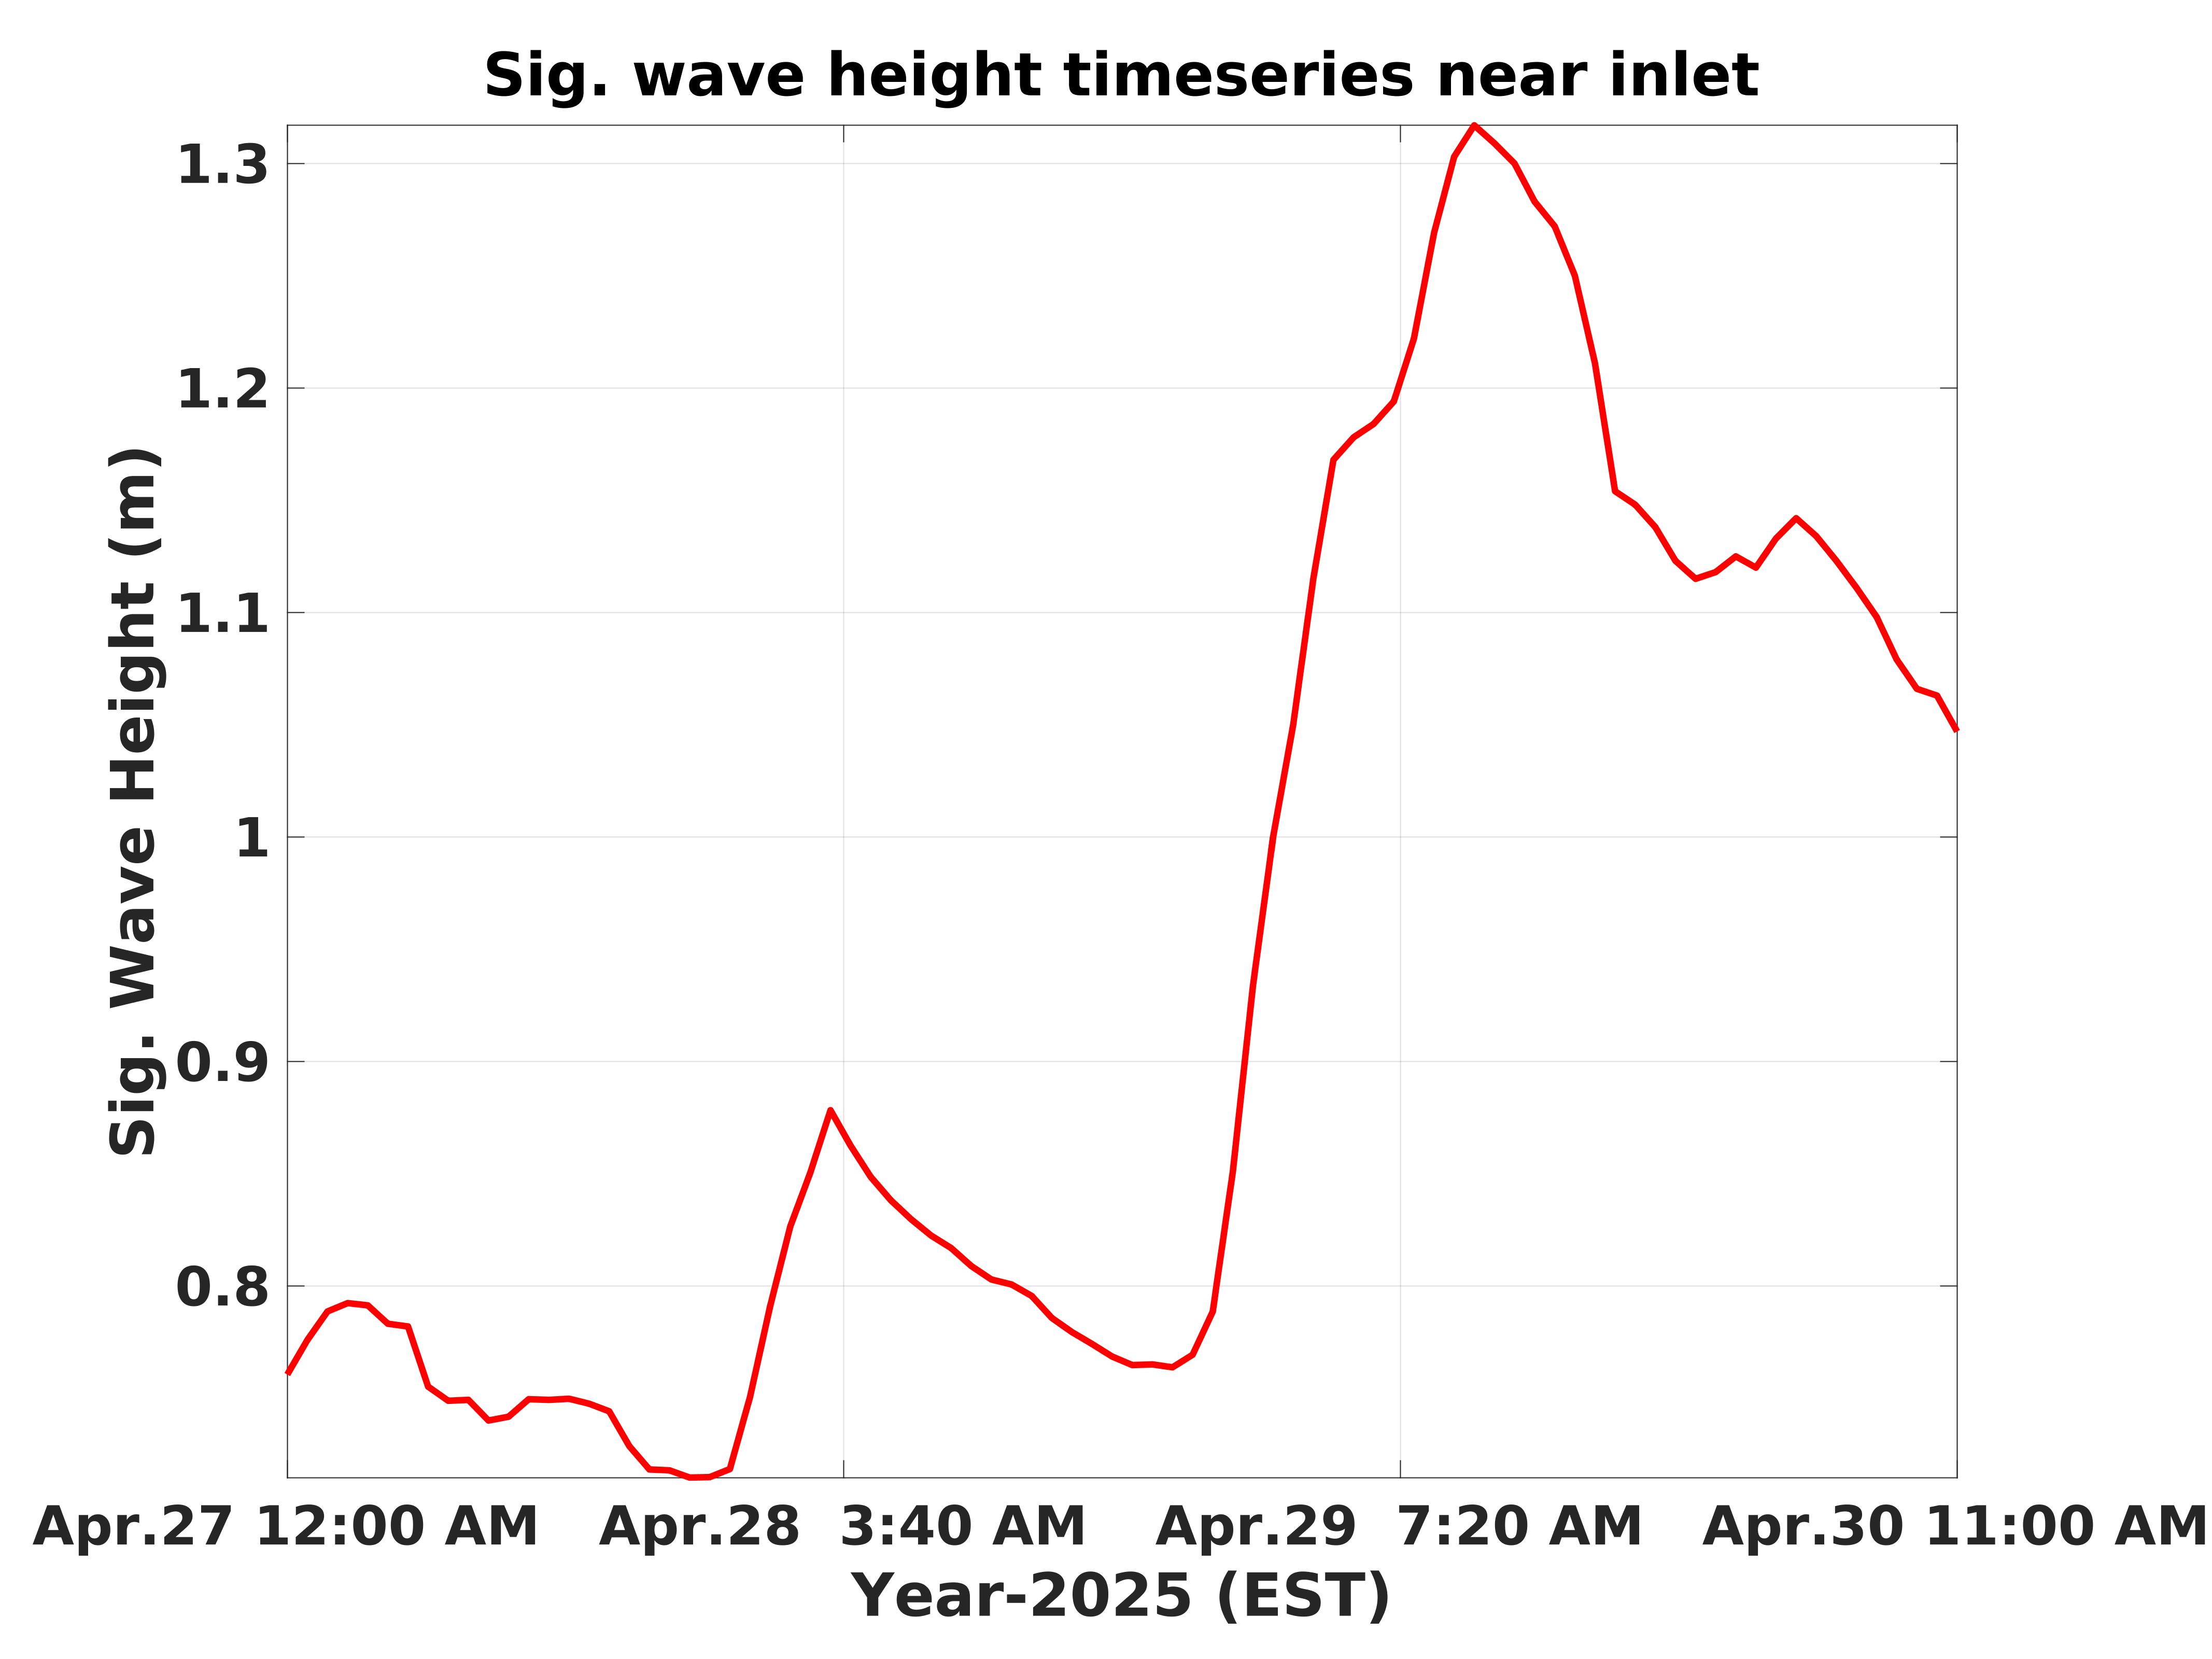 Sig. wave height timeseries near inlet
Sig. Wave Height (m)
1.3
1.2
1.1
1
0.9
0.8
Apr.27 12:00 AM Apr.28 3:40 AM Apr.29 7:20 AM Apr.30 11:00 AM
Year-2025 (EST)